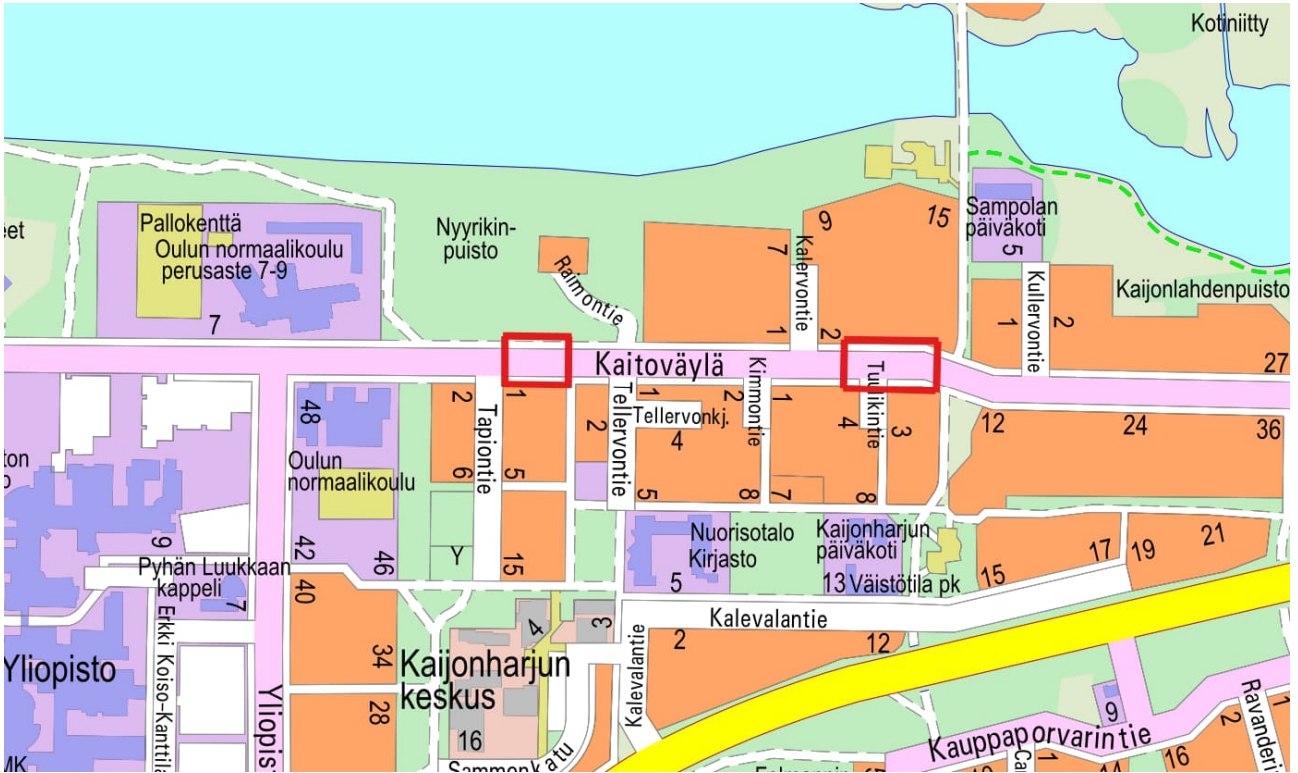 Kotiniitty
Pallokenttä
Oulun normaalikoulu
perusaste 7-9
7
Nyyrikin-
puisto
Raimontie
9
15
7
Kalervontie
1
2
Sampolan
päiväkoti
5
Kullervontie
1
2
Kaijonlahdenpuisto
27
eet
Kaitoväylä
48
Oulun
normaalikoulu
42
46
2
6
Tapiontie
1
5
15
Y
2
Tellervontie
1
Tellervonkj.
4
5
2
Kimmontie
8
1
7
Tuulikintie
4
8
3
12
24
36
ton
9
Pyhän Luukkaan
kappeli
7
40
34
28
Nuorisotalo
Kirjasto
5
Kaijonharjun
päiväkoti
13 Väistötila pk
15
17
19
21
Kalevalantie
2
12
Kalevalantie
4
3
Kaijonharjun
keskus
16
Yliopisto
Erkki Koiso-Kanttila
Yliopis
MK
Sammonkatu
Kauppaporvarintie
9
Ravanderi
2
1
16
14
1